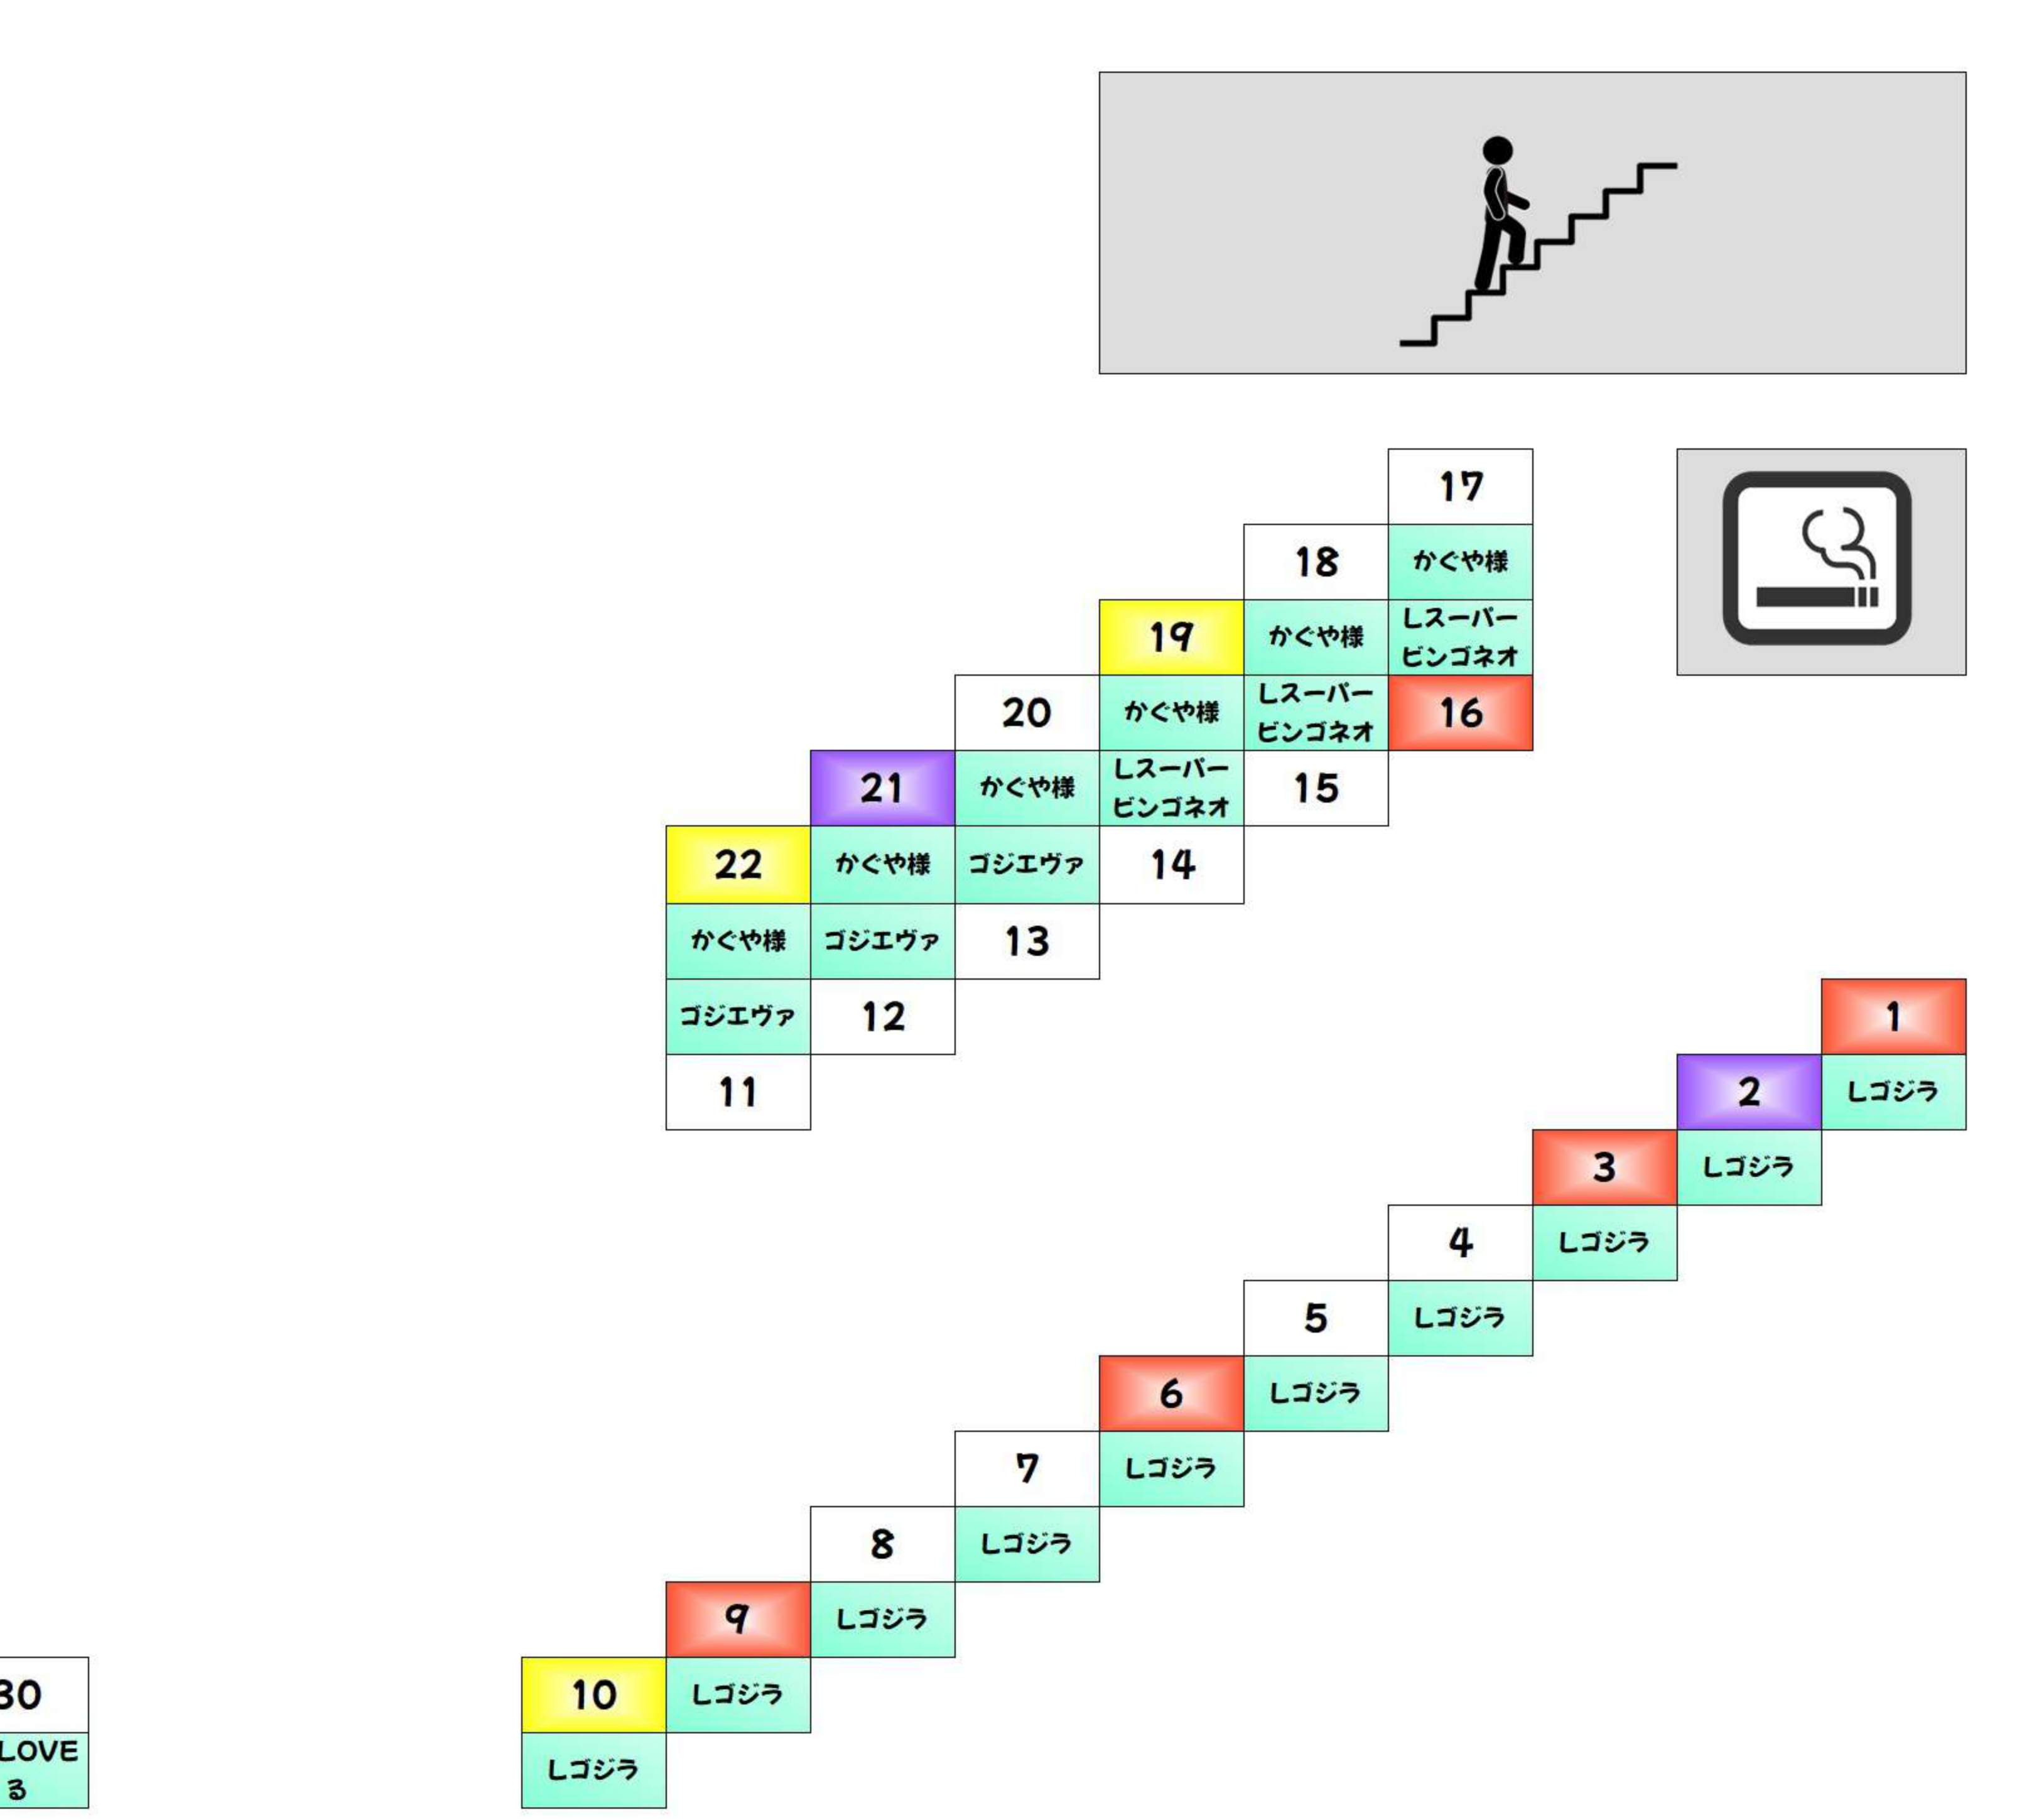 17
18
かぐや様
19
かぐや様
Lスーパー
ビンゴネオ
20
かぐや様
Lスーパー
ビンゴネオ
16
21
かぐや様
Lスーパー
ビンゴネオ
15
22
かぐや様
ゴジエヴァ
14
かぐや様
ゴジエヴァ
13
ゴジエヴァ
12
1
11
2
Lゴジラ
3
Lゴジラ
4
Lゴジラ
5
Lゴジラ
6
Lゴジラ
7
Lゴジラ
8
Lゴジラ
9
Lゴジラ
30
10
Lゴジラ
LOVE
る
Lゴジラ